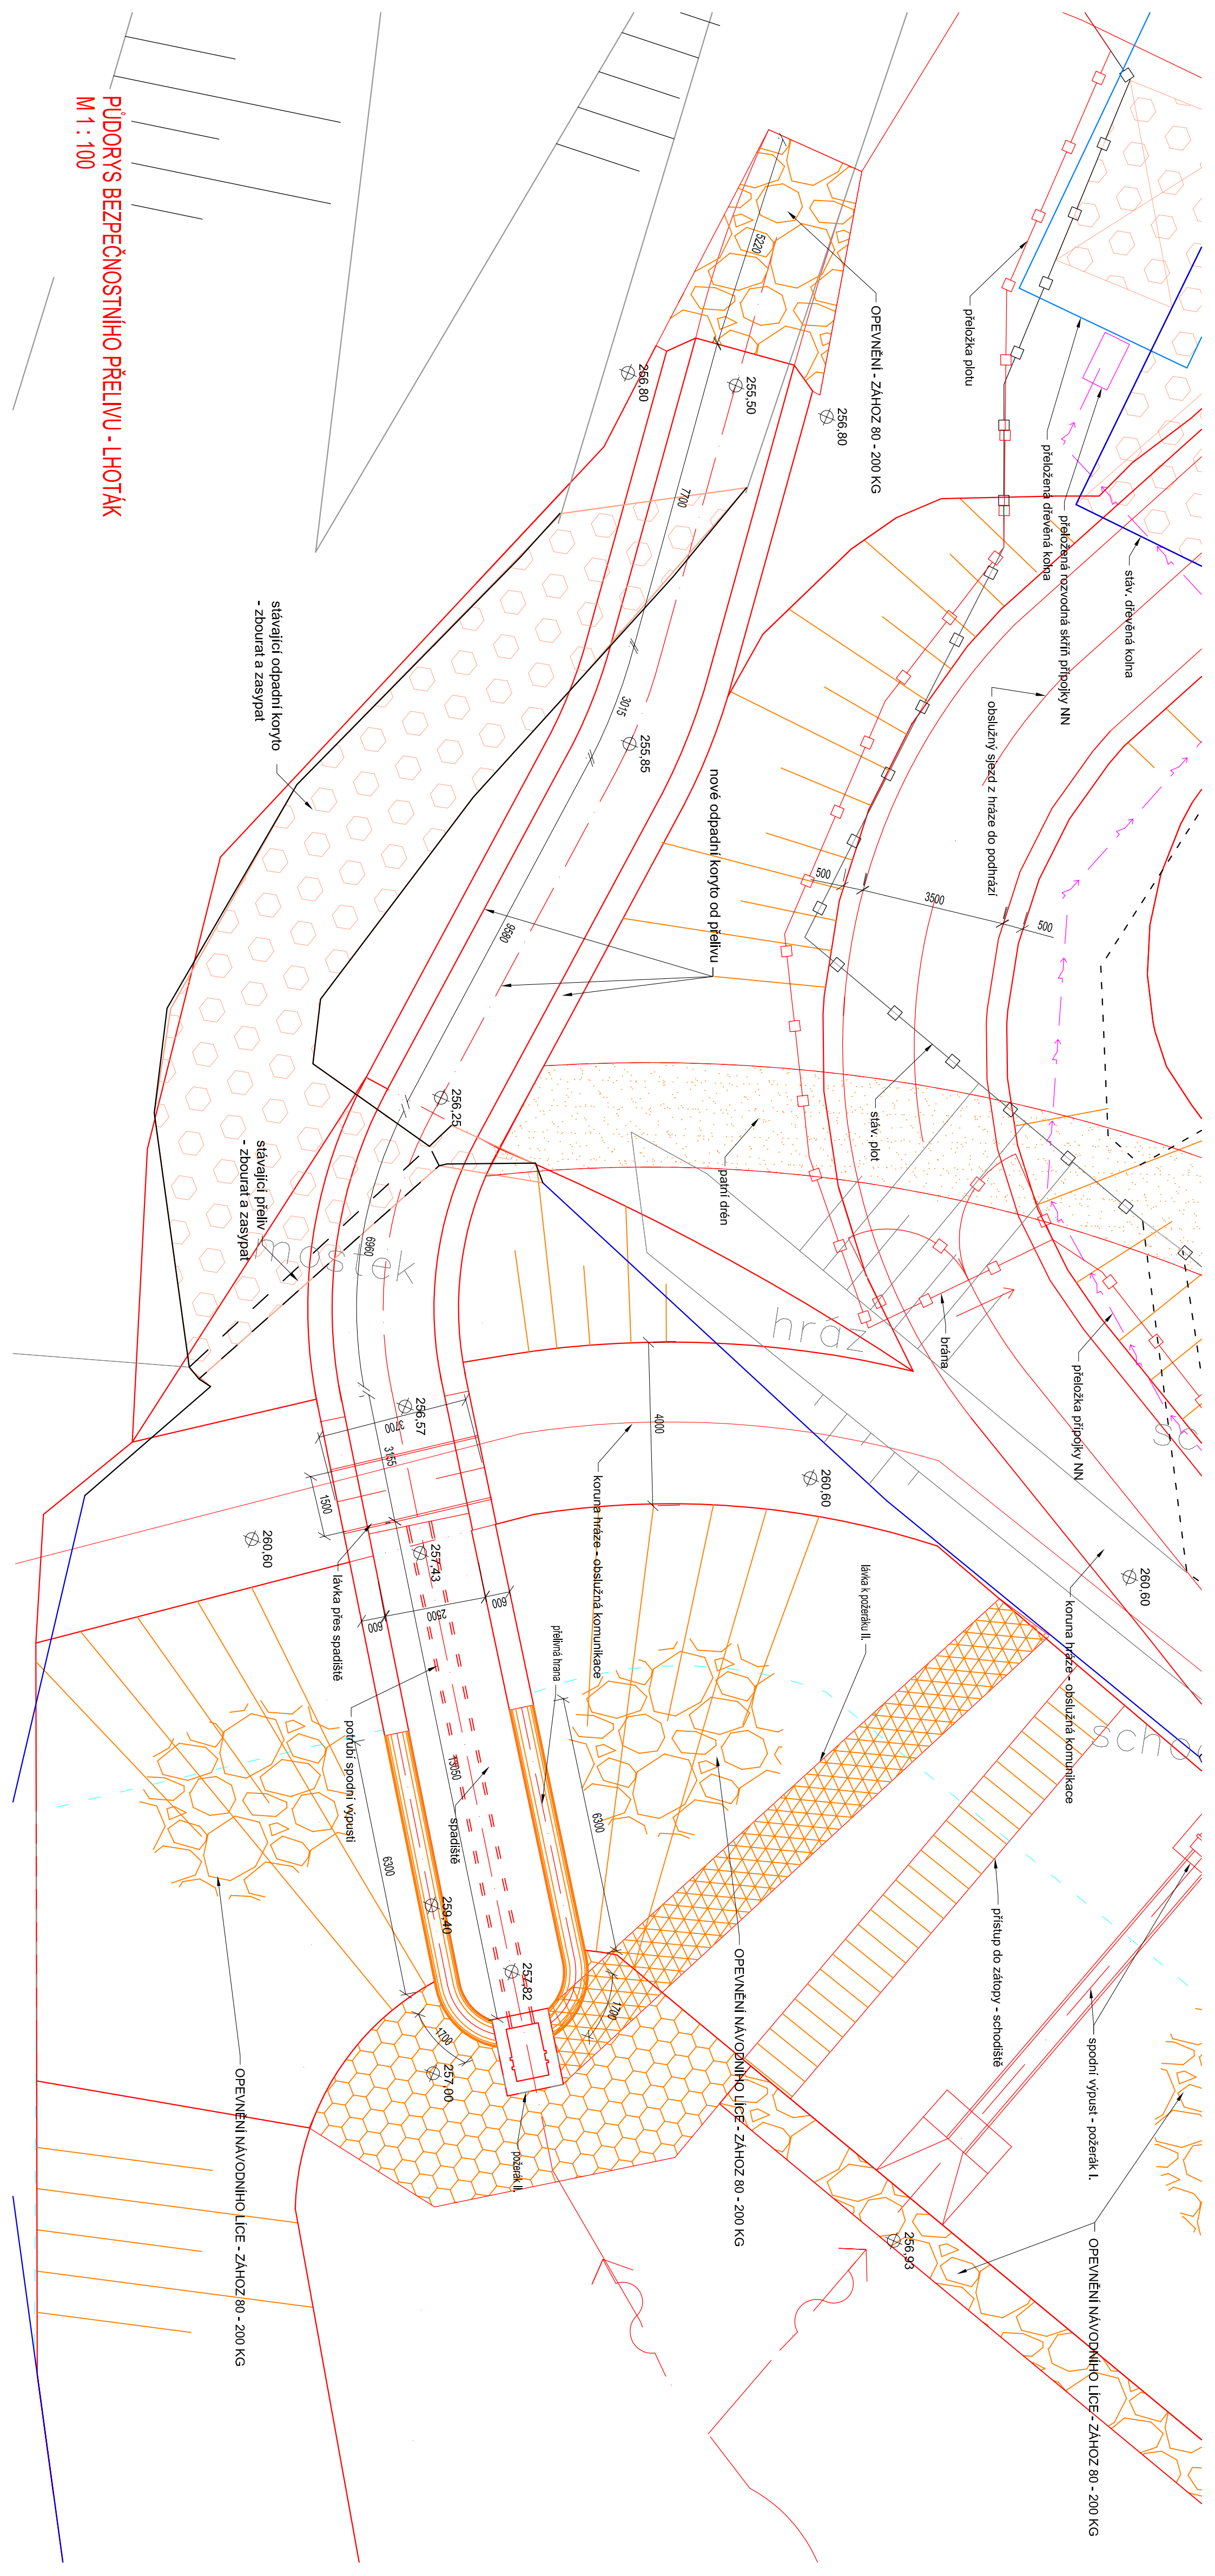 PŮDORYS BEZPEČNOSTNÍHO PŘELIVU - LHOTÁK
M 1 : 100
OPEVNĚNÍ - ZÁHOZ 80 - 200 KG
přeložka plotu
přeložená dřevěná kolna
přeložená rozvodná skříň přípojky NN
stáv. dřevěná kolna
obslužný sjezd z hráze do podhrází
5220
256,80
255,50
256,80
7700
3015
255,85
stávající odpadní koryto
- zbourat a zasypat
nové odpadní koryto od přelivu
500
3500
500
9580
256,25
stáv. plot
patní drén
stávající přeliv
- zbourat a zasypat
mostek
6960
hráz
brána
přeložka přípojky NN
256,57
3700
3155
1500
4000
koruna hráze - obslužná komunikace
260,60
260,60
260,60
257,43
lávka přes spadiště
600
2500
600
lávka k požeráku II.
koruna hráze - obslužná komunikace
přelivná hrana
potrubí spodní výpusti
13050
spadiště
6300
6300
259,40
257,82
1700
1700
257,00
požerák II.
OPEVNĚNÍ NÁVODNÍHO LÍCE - ZÁHOZ 80 - 200 KG
OPEVNĚNÍ NÁVODNÍHO LÍCE - ZÁHOZ 80 - 200 KG
přístup do zátopy - schodiště
spodní výpust - požerák I.
256,93
OPEVNĚNÍ NÁVODNÍHO LÍCE - ZÁHOZ 80 - 200 KG